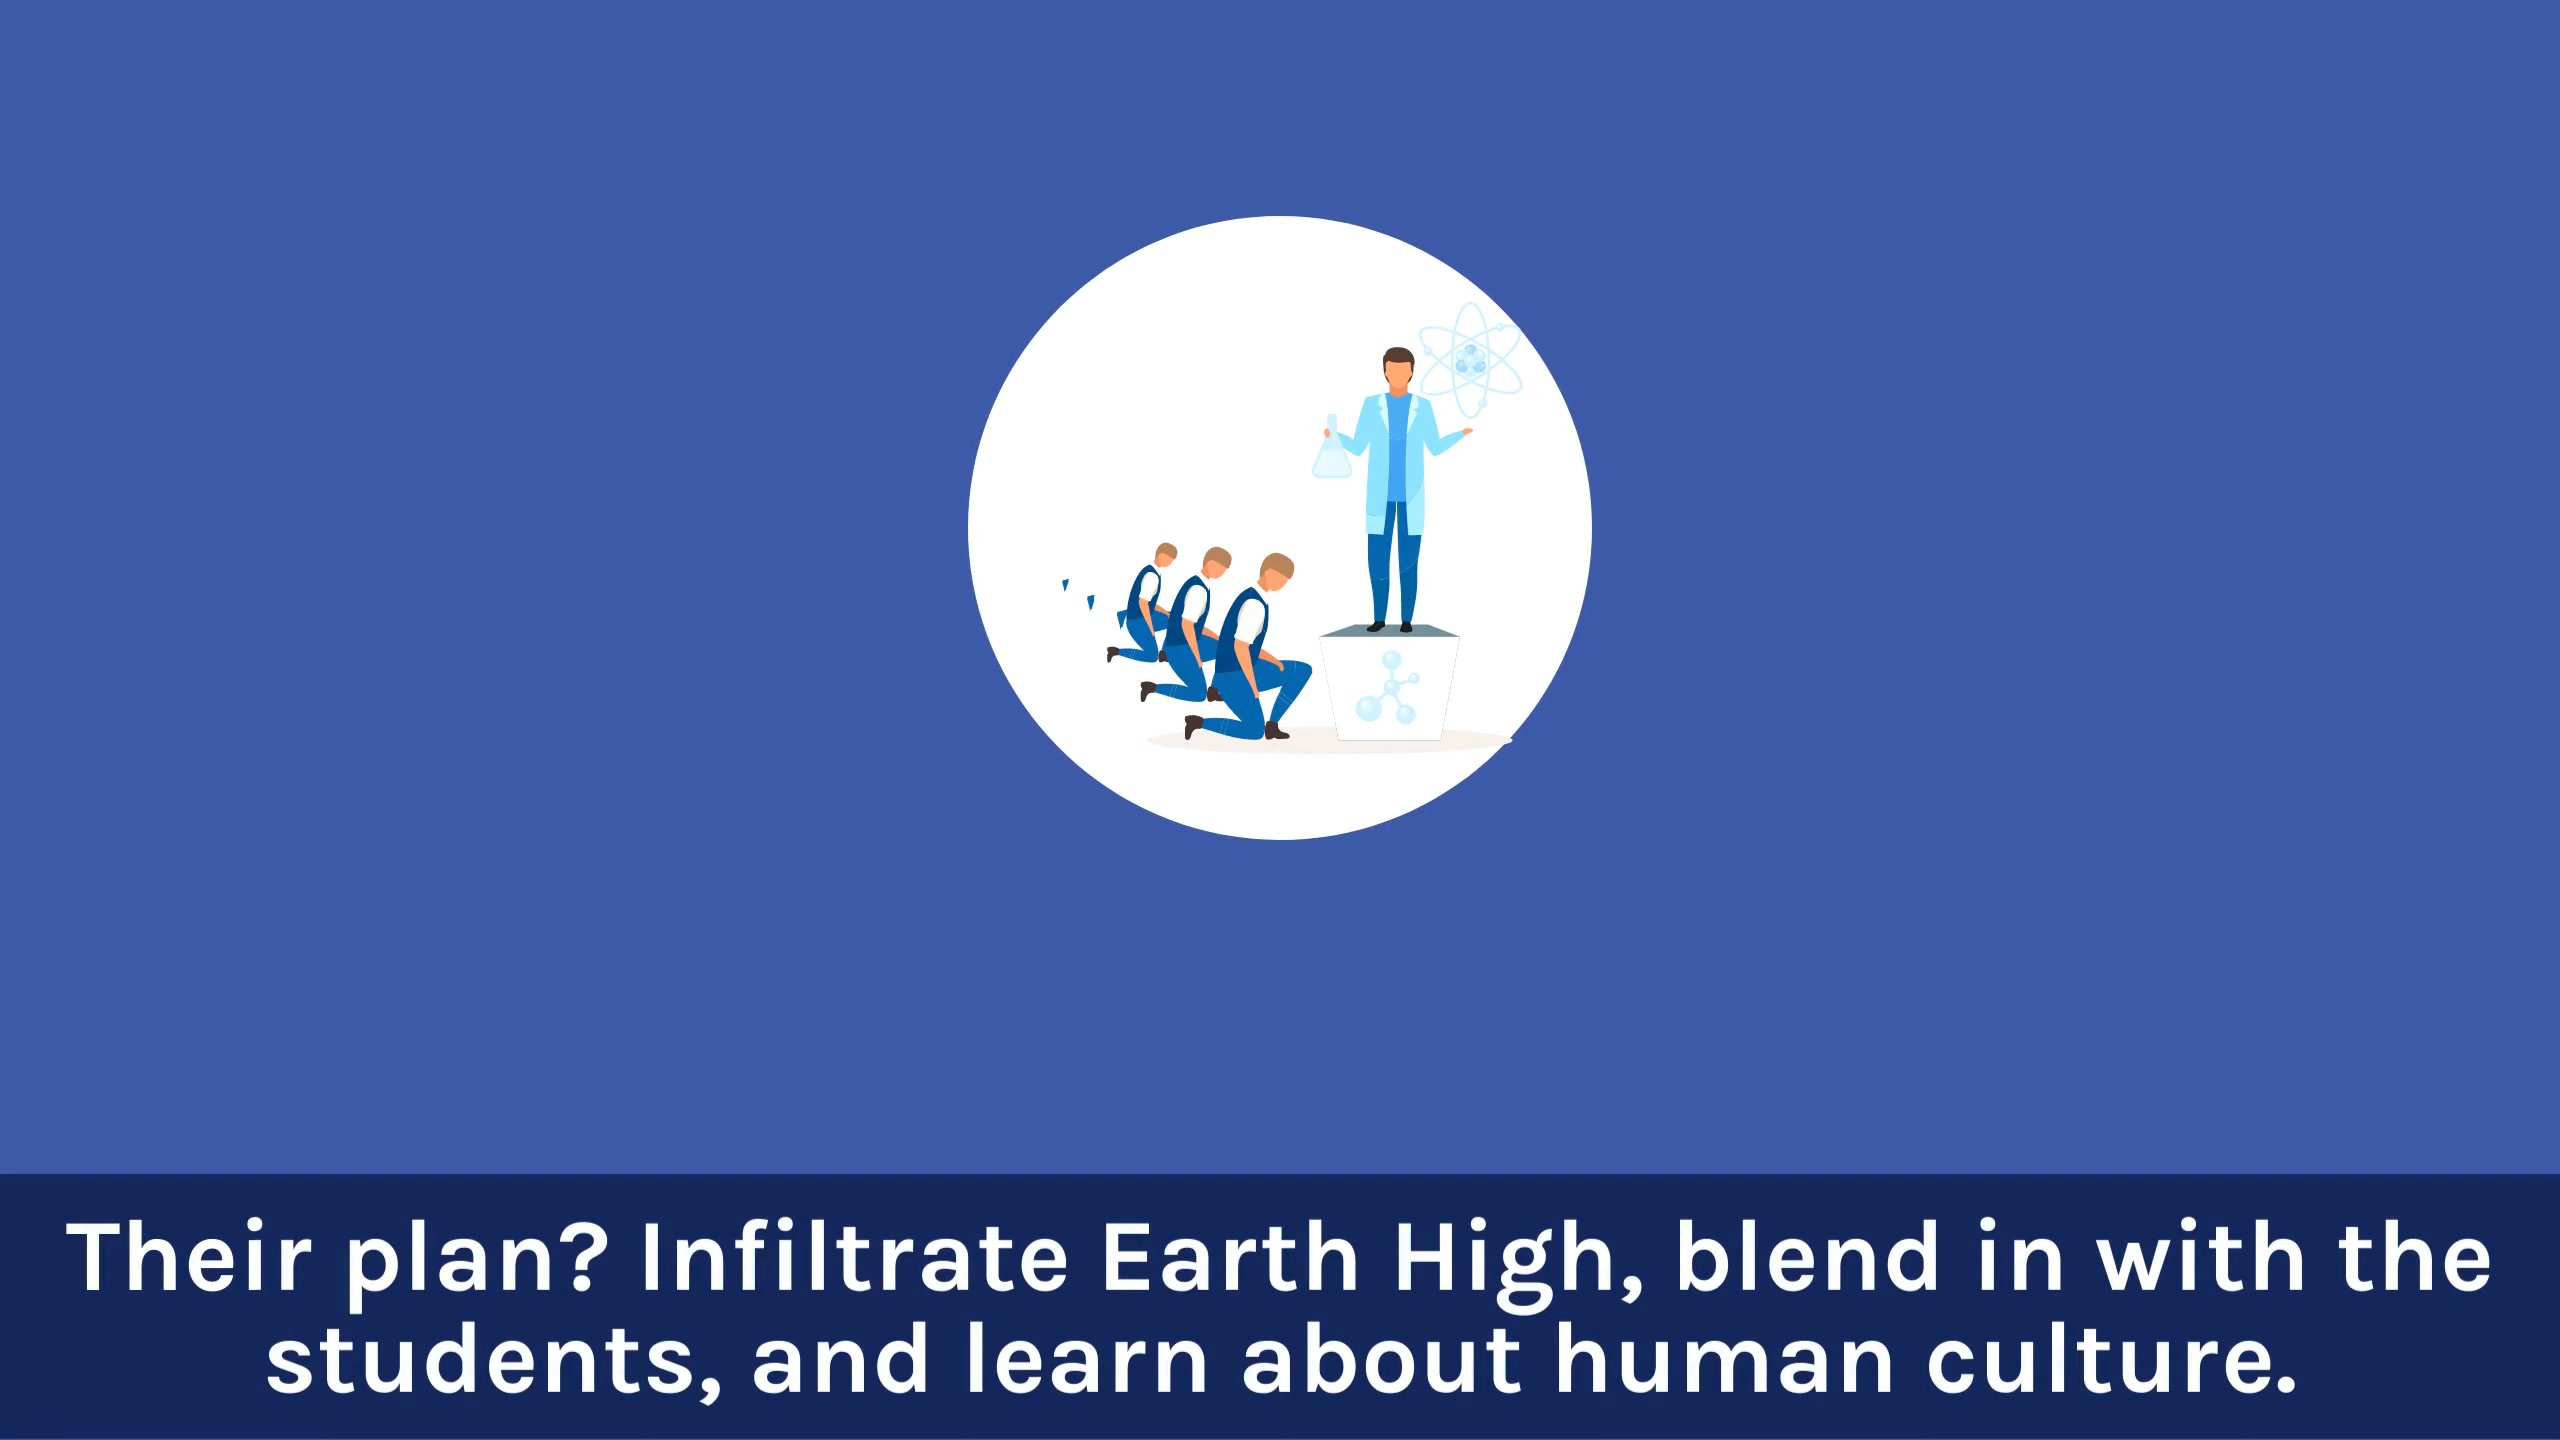 Their plan? Infiltrate Earth High, blend in with the
students, and learn about human culture.